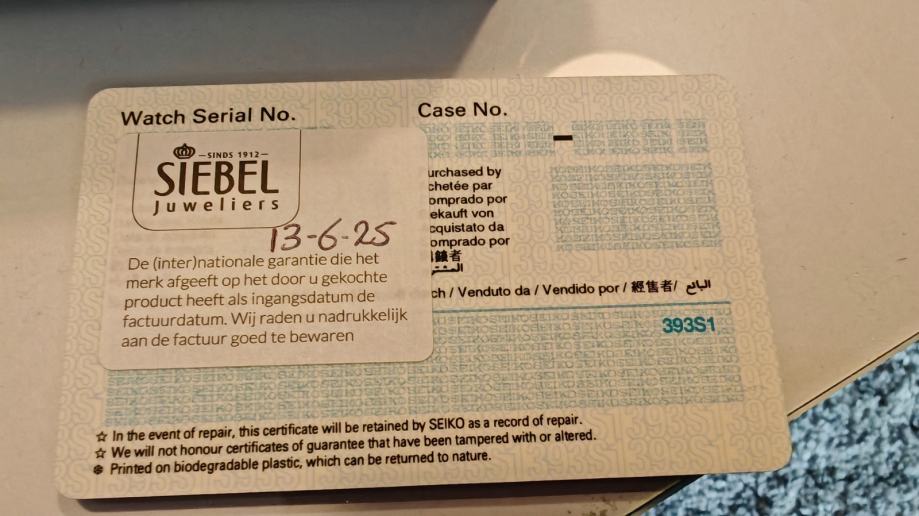 Watch Serial No.
Case No.
SINDS 1912
SIEBEL
Juweliers
13-6-25
De (inter)nationale garantie die het
merk afgeeft op het door u gekochte
product heeft als ingangsdatum de
factuurdatum. Wij raden u nadrukkelijk
aan de factuur goed te bewaren
urchased by
chetée par
omprado por
ekauft von
cquistato da
omprado por
ch / Venduto da / Vendido por / 經售者/ البائع
393S1
☆ In the event of repair, this certificate will be retained by SEIKO as a record of repair.
☆ We will not honour certificates of guarantee that have been tampered with or altered.
❄ Printed on biodegradable plastic, which can be returned to nature.